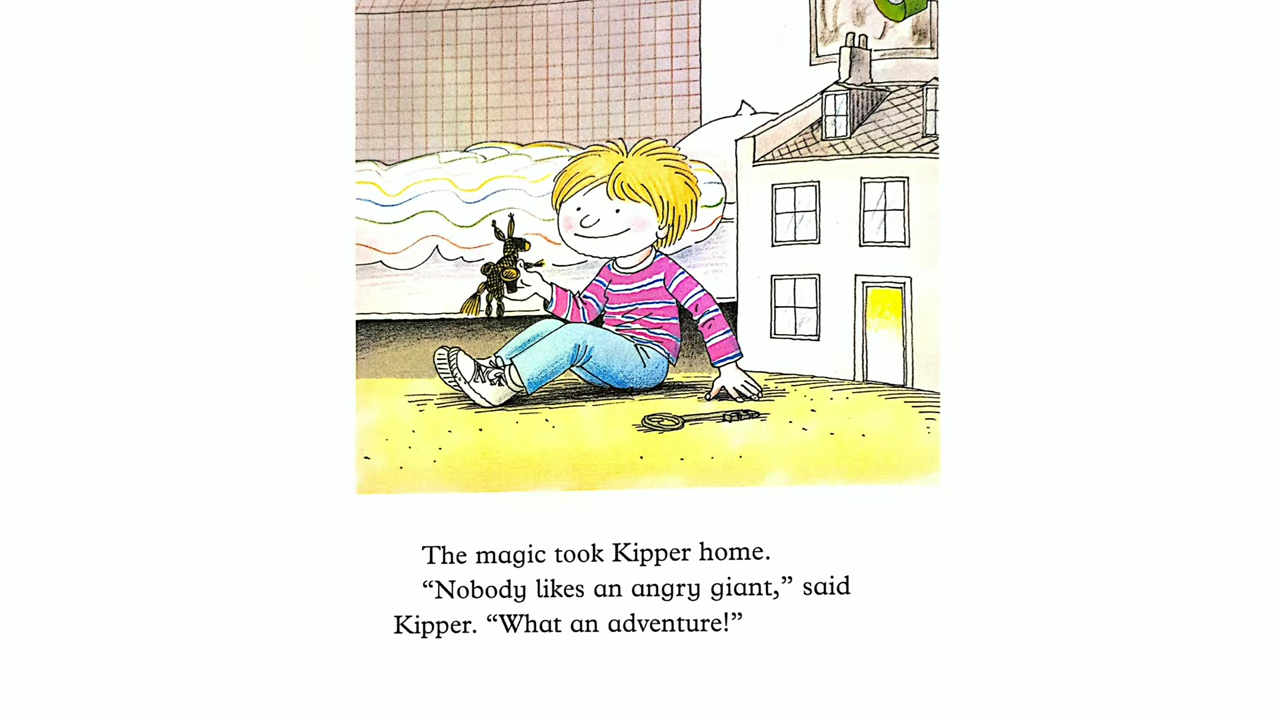 The magic took Kipper home.
“Nobody likes an angry giant,” said
Kipper. “What an adventure!”